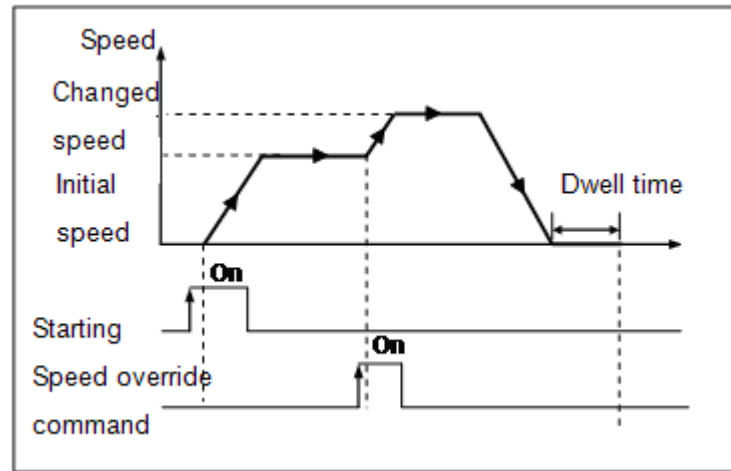 Speed
Changed
speed
Initial
speed
Dwell time
On
Starting
On
Speed override
command